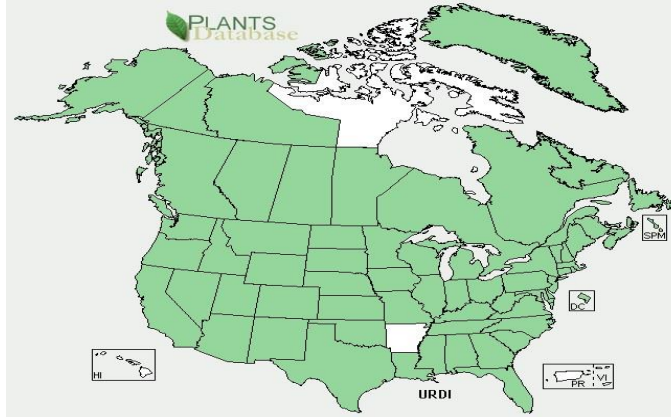 PLANTS
Database
SPM
DC
HI
PR
VI
URDI